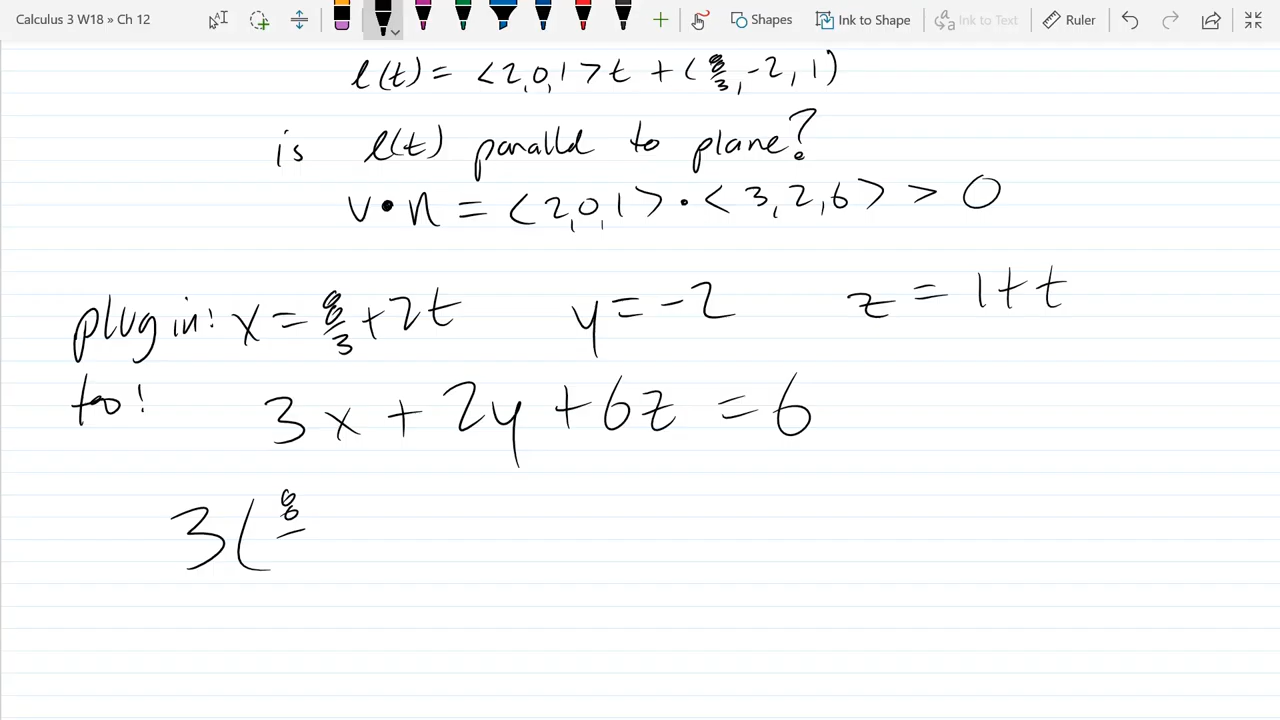 Calculus 3 W18 » Ch 12 Shapes Ink to Shape Ink to Text Ruler
l(t) = <2,0,1>t + (8/3, -2, 1)
is l(t) parallel to plane?
v•n = <2,0,1>•<3,2,6> > 0
plug in: x = 8/3 + 2t y = -2 z = 1+t
to: 3x + 2y + 6z = 6
3(8/